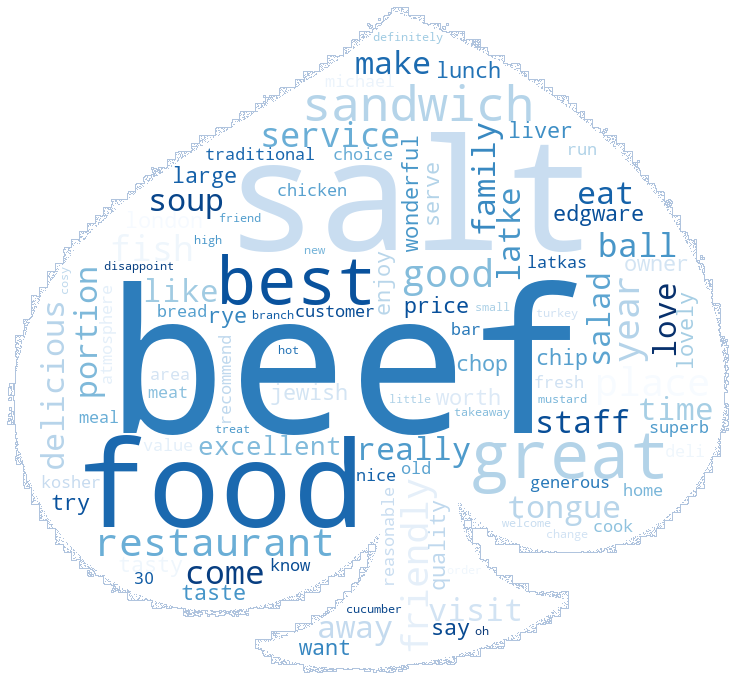 definitely
make
lunch
michael
sandwich
service
family
liver
traditional
choice
wonderful
run
large
salt
serve
soup
chicken
eat
edgware
london
friend
latke
fish
high
new
ball
disappoint
best
good
latkas
owner
cosy
like
enjoy
salad
year
love
portion
atmosphere
bread
rye
branch
customer
price
small
turkey
lovely
delicious
beef
bar
hot
chop
chip
area
meat
recommend
jewish
little
worth
fresh
place
mustard
meal
treat
takeaway
staff
time
superb
food
value
excellent
really
great
deli
kosher
try
nice
old
generous
home
tongue
restaurant
reasonable
quality
friendly
welcome
cook
change
tasty
30
come
know
order
taste
cucumber
visit
away
say
oh
want